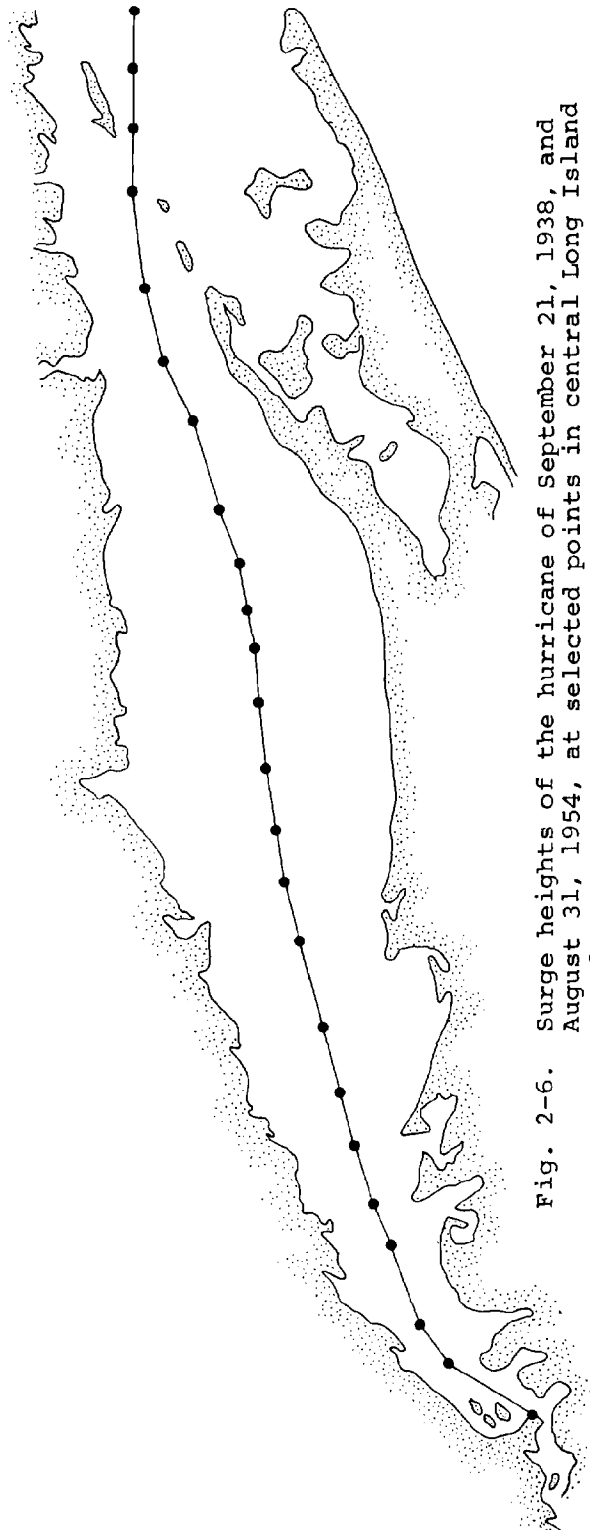 Fig. 2-6. Surge heights of the hurricane of September 21, 1938, and
August 31, 1954, at selected points in central Long Island